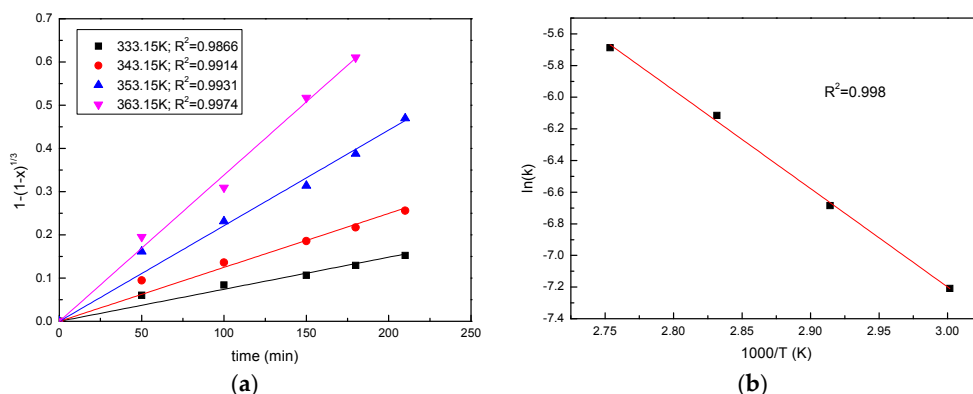 333.15K; R²=0.9866
343.15K; R²=0.9914
353.15K; R²=0.9931
363.15K; R²=0.9974
0.6
0.5
0.4
0.3
0.2
0.1
0.0
1-(1-x)^1/3
0 50 100 150 200 250
time (min)
(a)
-5.6
-5.8
-6.0
-6.2
-6.4
-6.6
-6.8
-7.0
-7.2
-7.4
ln(k)
R²=0.998
2.75 2.80 2.85 2.90 2.95 3.00
1000/T (K)
(b)